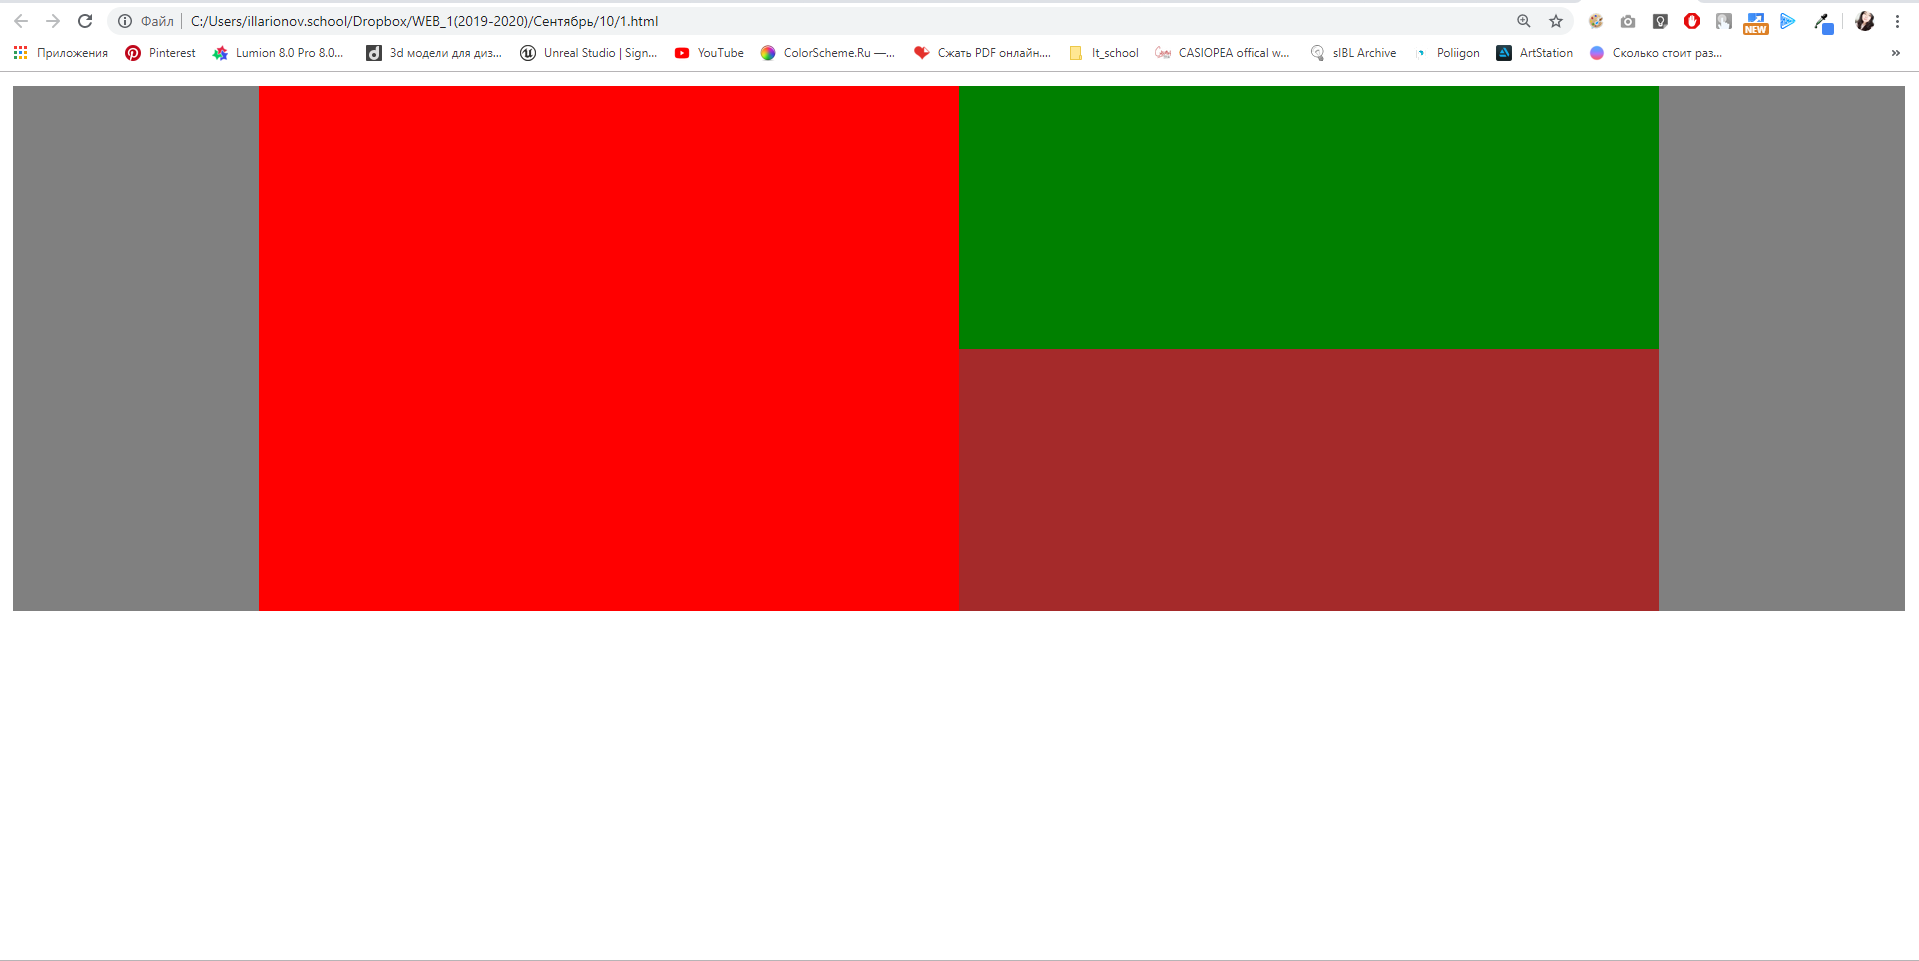 Файл C:/Users/illarionov.school/Dropbox/WEB_1(2019-2020)/Сентябрь/10/1.html NEW
Приложения Pinterest Lumion 8.0 Pro 8.0... 3d модели для диз... Unreal Studio | Sign... YouTube ColorScheme.Ru —... Сжать PDF онлайн.... It_school CASIOPEA offical w... sIBL Archive Poliigon ArtStation Сколько стоит раз... »